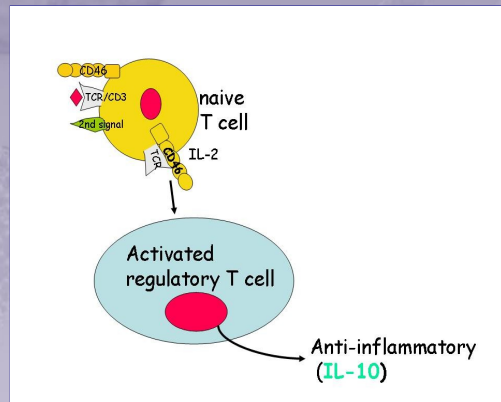 CD46
TCR/CD3
2nd signal
naive
T cell
IL-2
TCR
CD46
Activated
regulatory T cell
Anti-inflammatory
(IL-10)